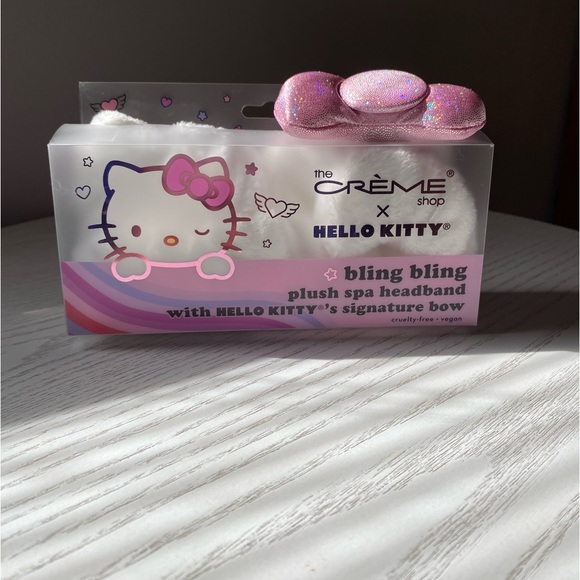 the
CRÈME®
shop
×
HELLO KITTY®
bling bling
plush spa headband
with HELLO KITTY®'s signature bow
cruelty-free • vegan